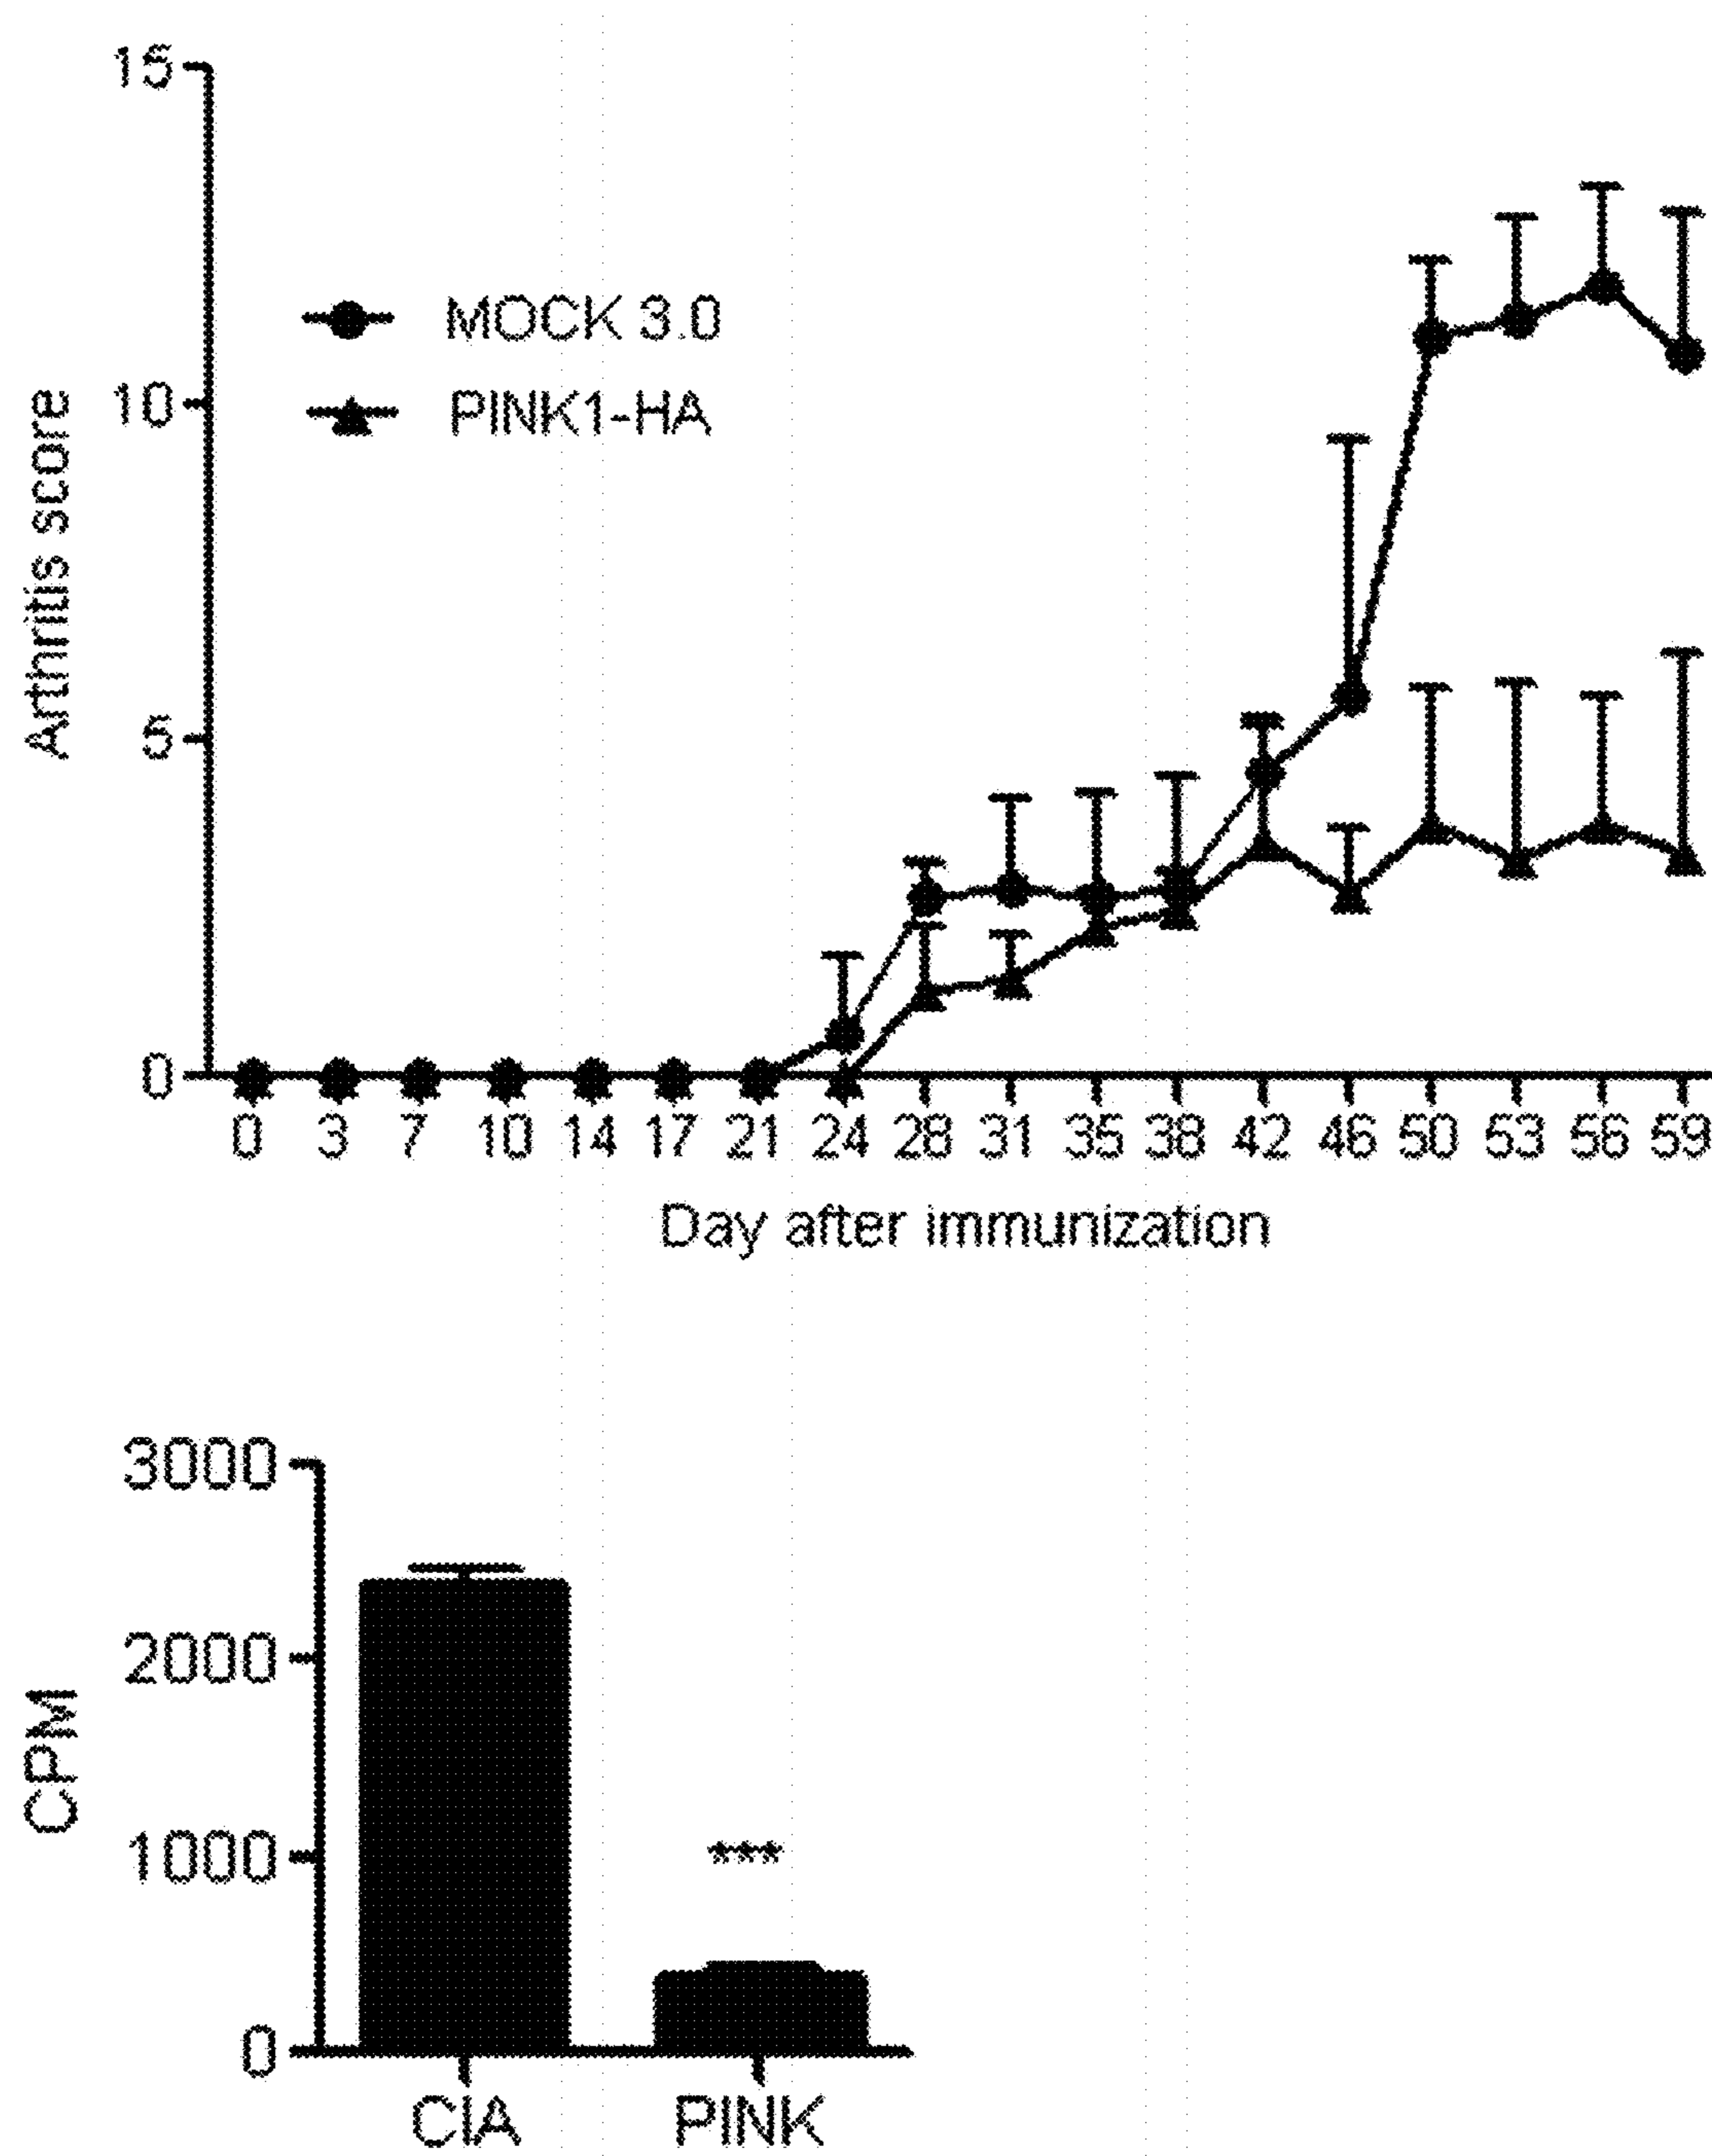 15
MOCK 3.0
10
PINK1-HA
Arthritis score
5
0
0 3 7 10 14 17 21 24 28 31 35 38 42 46 50 53 56 59
Day after immunization
3000
2000
CPM
1000
***
0
CIA PINK